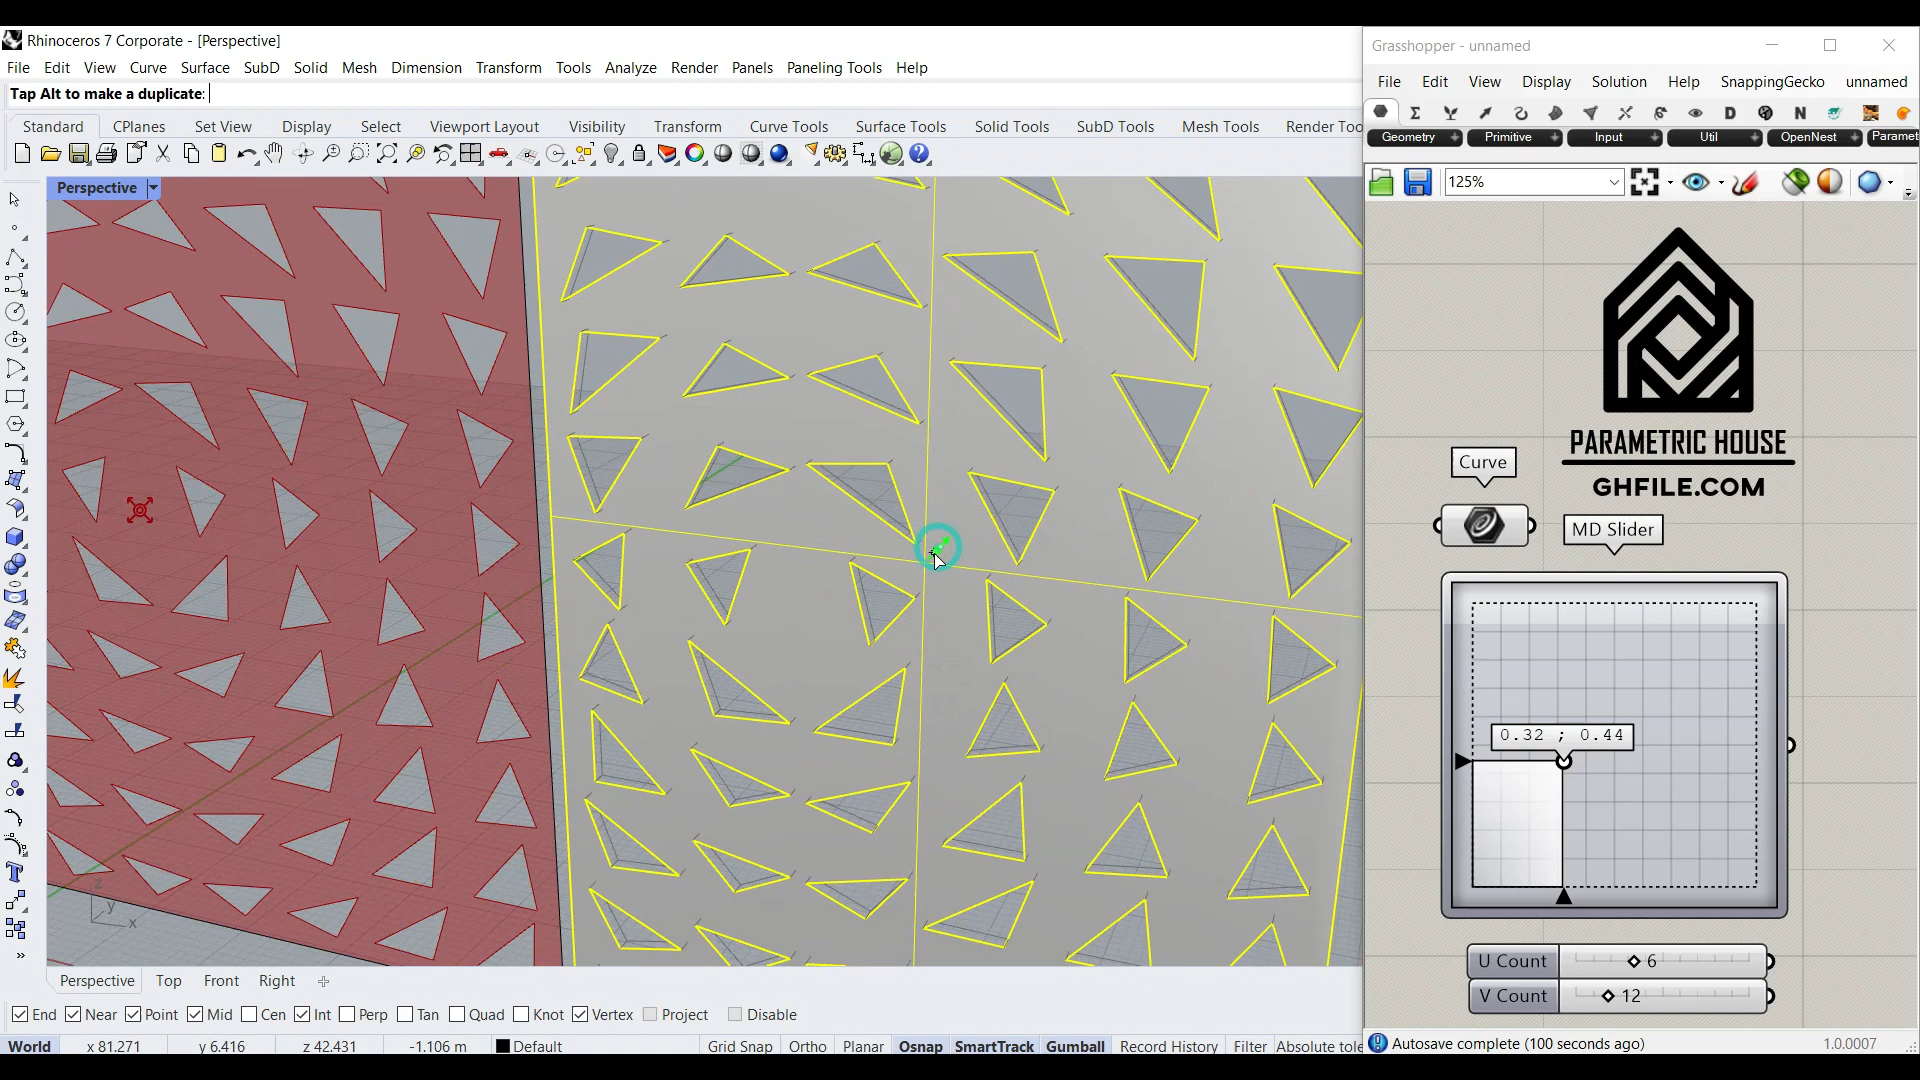 Rhinoceros 7 Corporate - [Perspective]
File Edit View Curve Surface SubD Solid Mesh Dimension Transform Tools Analyze Render Panels Paneling Tools Help
Tap Alt to make a duplicate:
Standard CPlanes Set View Display Select Viewport Layout Visibility Transform Curve Tools Surface Tools Solid Tools SubD Tools Mesh Tools Render Too
Perspective
z
y
x
Perspective Top Front Right
End Near Point Mid Cen Int Perp Tan Quad Knot Vertex Project Disable
World x 81.271 y 6.416 z 42.431 -1.106 m Default Grid Snap Ortho Planar Osnap SmartTrack Gumball Record History Filter Absolute tole
Grasshopper - unnamed
File Edit View Display Solution Help SnappingGecko unnamed
D N
Geometry Primitive Input Util OpenNest Paramet
125%
PARAMETRIC HOUSE
GHFILE.COM
Curve
MD Slider
0.32 ; 0.44
U Count 6
V Count 12
Autosave complete (100 seconds ago) 1.0.0007